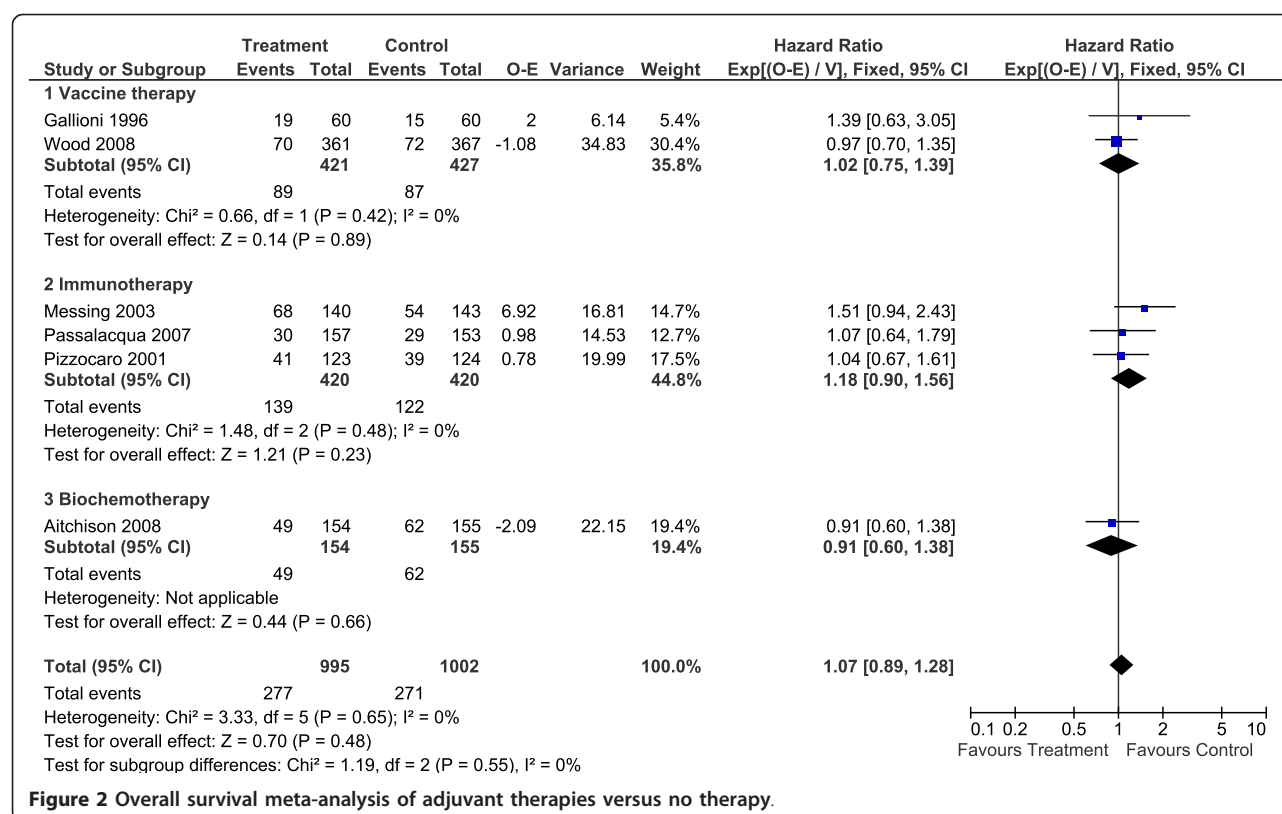 Treatment Control Hazard Ratio Hazard Ratio
Study or Subgroup Events Total Events Total O-E Variance Weight Exp[(O-E) / V], Fixed, 95% CI Exp[(O-E) / V], Fixed, 95% CI
1 Vaccine therapy
Gallioni 1996 19 60 15 60 2 6.14 5.4% 1.39 [0.63, 3.05]
Wood 2008 70 361 72 367 -1.08 34.83 30.4% 0.97 [0.70, 1.35]
Subtotal (95% CI) 421 427 35.8% 1.02 [0.75, 1.39]
Total events 89 87
Heterogeneity: Chi² = 0.66, df = 1 (P = 0.42); I² = 0%
Test for overall effect: Z = 0.14 (P = 0.89)
2 Immunotherapy
Messing 2003 68 140 54 143 6.92 16.81 14.7% 1.51 [0.94, 2.43]
Passalacqua 2007 30 157 29 153 0.98 14.53 12.7% 1.07 [0.64, 1.79]
Pizzocaro 2001 41 123 39 124 0.78 19.99 17.5% 1.04 [0.67, 1.61]
Subtotal (95% CI) 420 420 44.8% 1.18 [0.90, 1.56]
Total events 139 122
Heterogeneity: Chi² = 1.48, df = 2 (P = 0.48); I² = 0%
Test for overall effect: Z = 1.21 (P = 0.23)
3 Biochemotherapy
Aitchison 2008 49 154 62 155 -2.09 22.15 19.4% 0.91 [0.60, 1.38]
Subtotal (95% CI) 154 155 19.4% 0.91 [0.60, 1.38]
Total events 49 62
Heterogeneity: Not applicable
Test for overall effect: Z = 0.44 (P = 0.66)
Total (95% CI) 995 1002 100.0% 1.07 [0.89, 1.28]
Total events 277 271
Heterogeneity: Chi² = 3.33, df = 5 (P = 0.65); I² = 0%
Test for overall effect: Z = 0.70 (P = 0.48)
Test for subgroup differences: Chi² = 1.19, df = 2 (P = 0.55), I² = 0%
0.1 0.2 0.5 1 2 5 10
Favours Treatment Favours Control
Figure 2 Overall survival meta-analysis of adjuvant therapies versus no therapy.